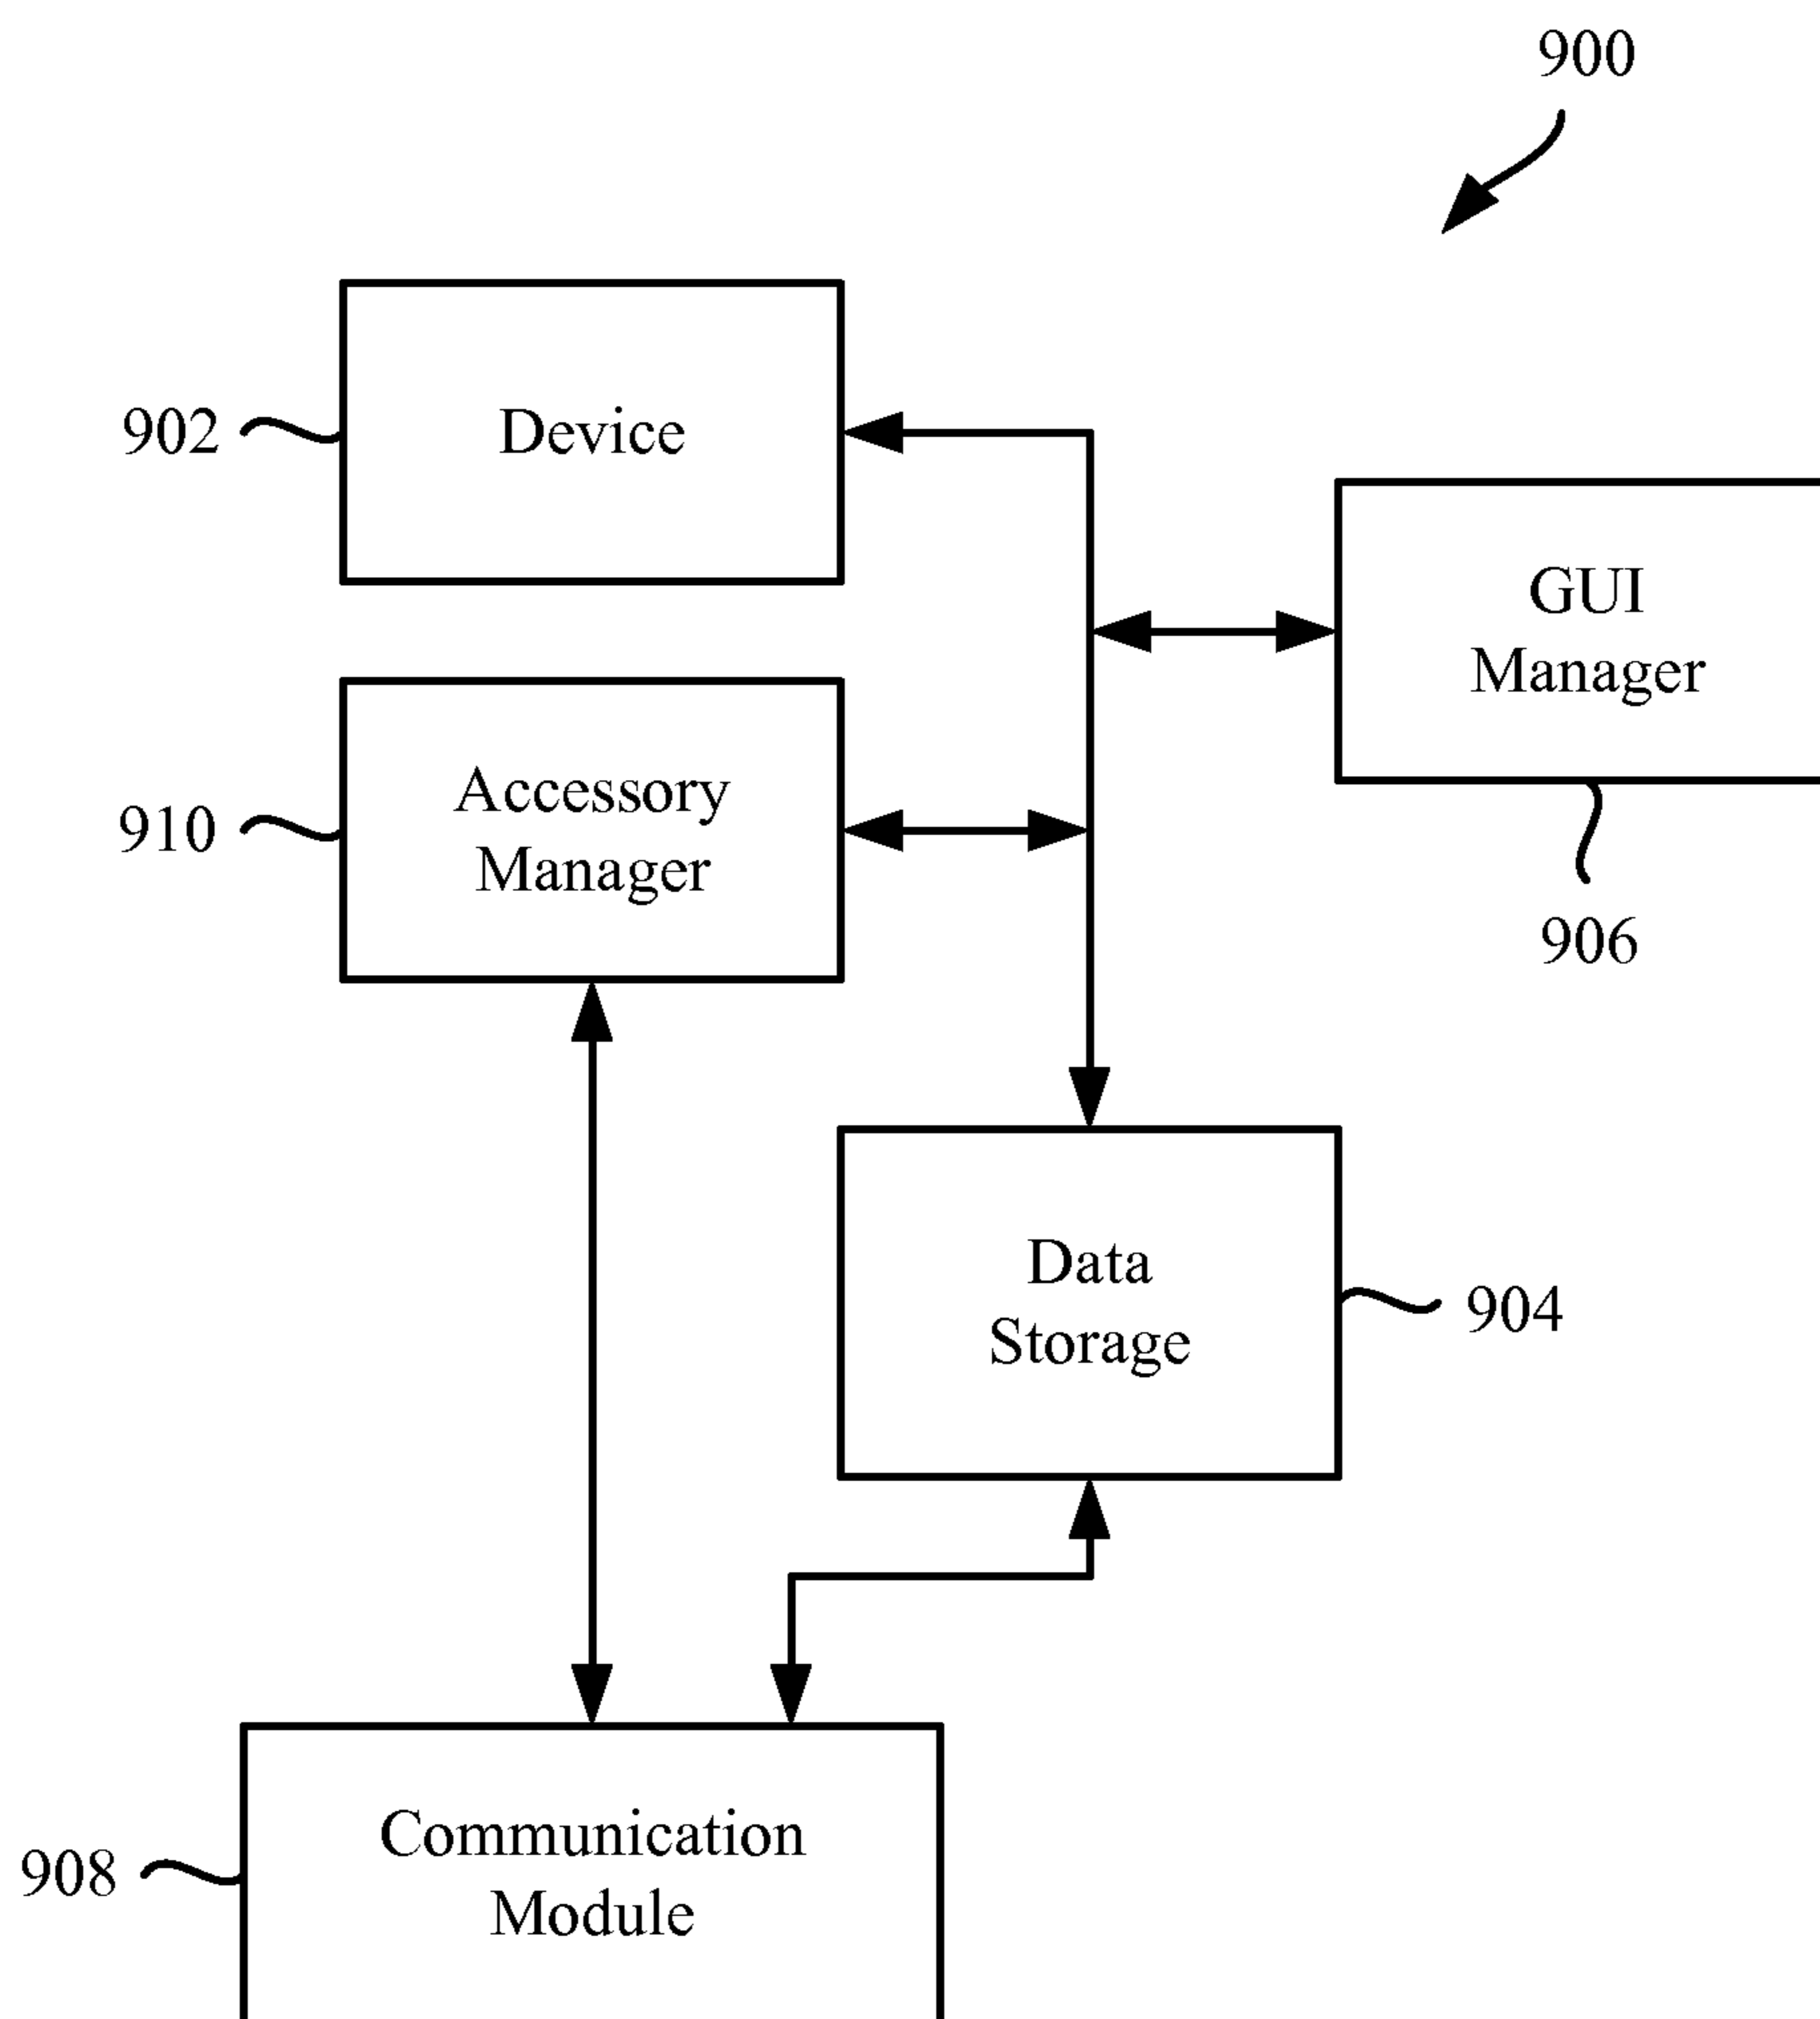 900
902
Device
GUI
Manager
910
Accessory
Manager
906
Data
Storage
904
908
Communication
Module